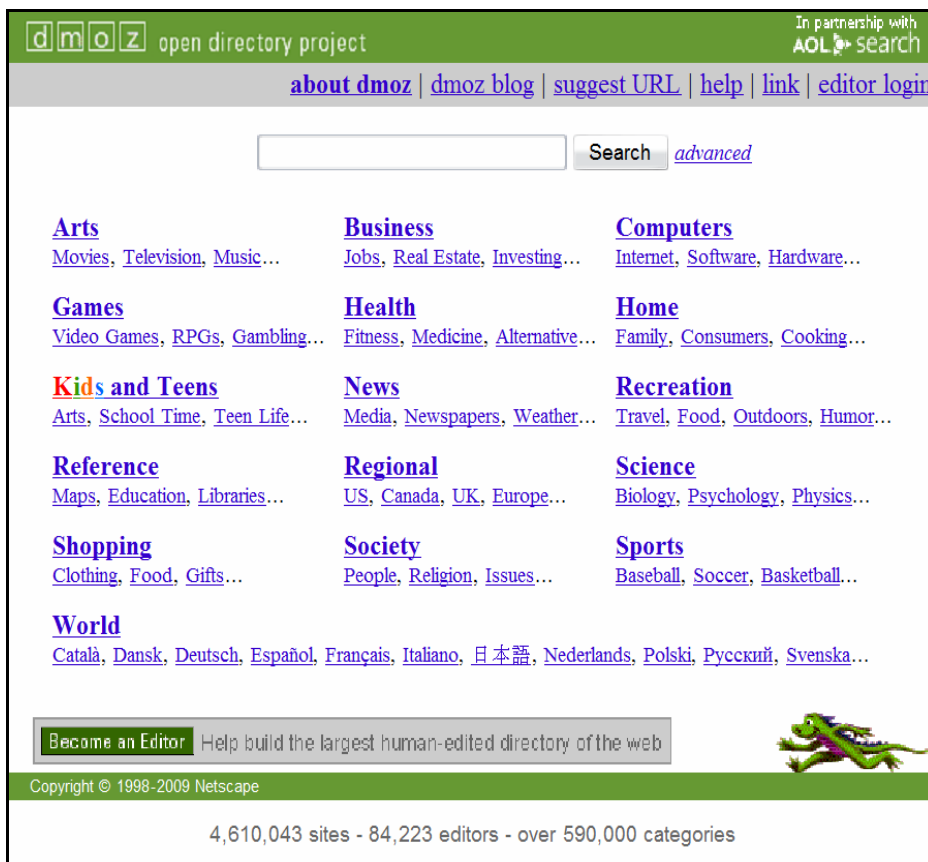 dmoz open directory project
In partnership with
AOL search
about dmoz | dmoz blog | suggest URL | help | link | editor login
Search advanced
Arts Business Computers
Movies, Television, Music... Jobs, Real Estate, Investing... Internet, Software, Hardware...
Games Health Home
Video Games, RPGs, Gambling... Fitness, Medicine, Alternative... Family, Consumers, Cooking...
Kids and Teens News Recreation
Arts, School Time, Teen Life... Media, Newspapers, Weather... Travel, Food, Outdoors, Humor...
Reference Regional Science
Maps, Education, Libraries... US, Canada, UK, Europe... Biology, Psychology, Physics...
Shopping Society Sports
Clothing, Food, Gifts... People, Religion, Issues... Baseball, Soccer, Basketball...
World
Català, Dansk, Deutsch, Español, Français, Italiano, 日本語, Nederlands, Polski, Русский, Svenska...
Become an Editor Help build the largest human-edited directory of the web
Copyright © 1998-2009 Netscape
4,610,043 sites - 84,223 editors - over 590,000 categories